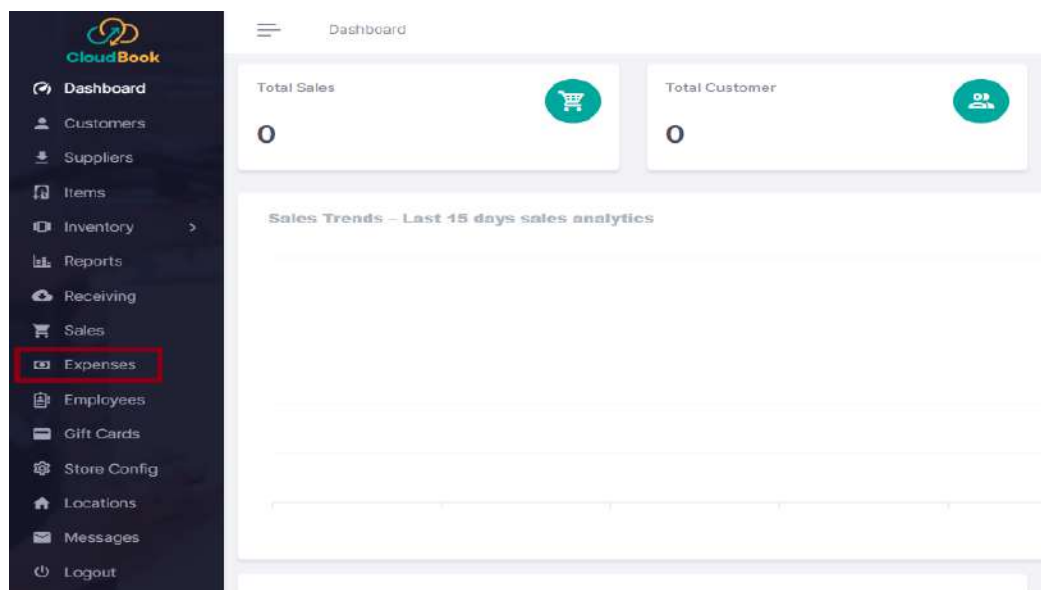 CloudBook
Dashboard
Customers
Suppliers
Items
Inventory >
Reports
Receiving
Sales
Expenses
Employees
Gift Cards
Store Config
Locations
Messages
Logout
Dashboard
Total Sales
0
Total Customer
0
Sales Trends – Last 15 days sales analytics